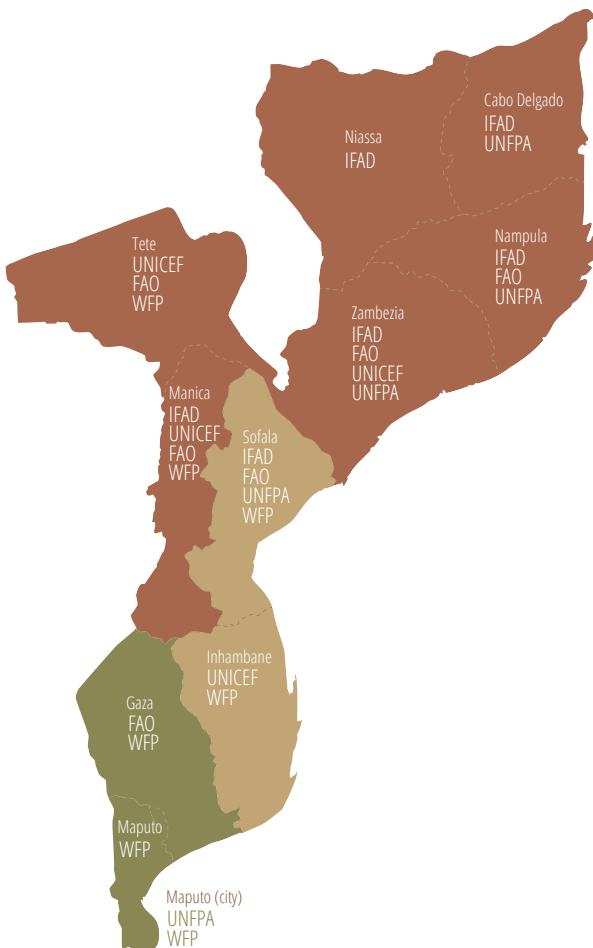 Cabo Delgado
IFAD
UNFPA
Niassa
IFAD
Nampula
IFAD
FAO
UNFPA
Tete
UNICEF
FAO
WFP
Zambezia
IFAD
FAO
UNICEF
UNFPA
Manica
IFAD
UNICEF
FAO
WFP
Sofala
IFAD
FAO
UNFPA
WFP
Inhambane
UNICEF
WFP
Gaza
FAO
WFP
Maputo
WFP
Maputo (city)
UNFPA
WFP